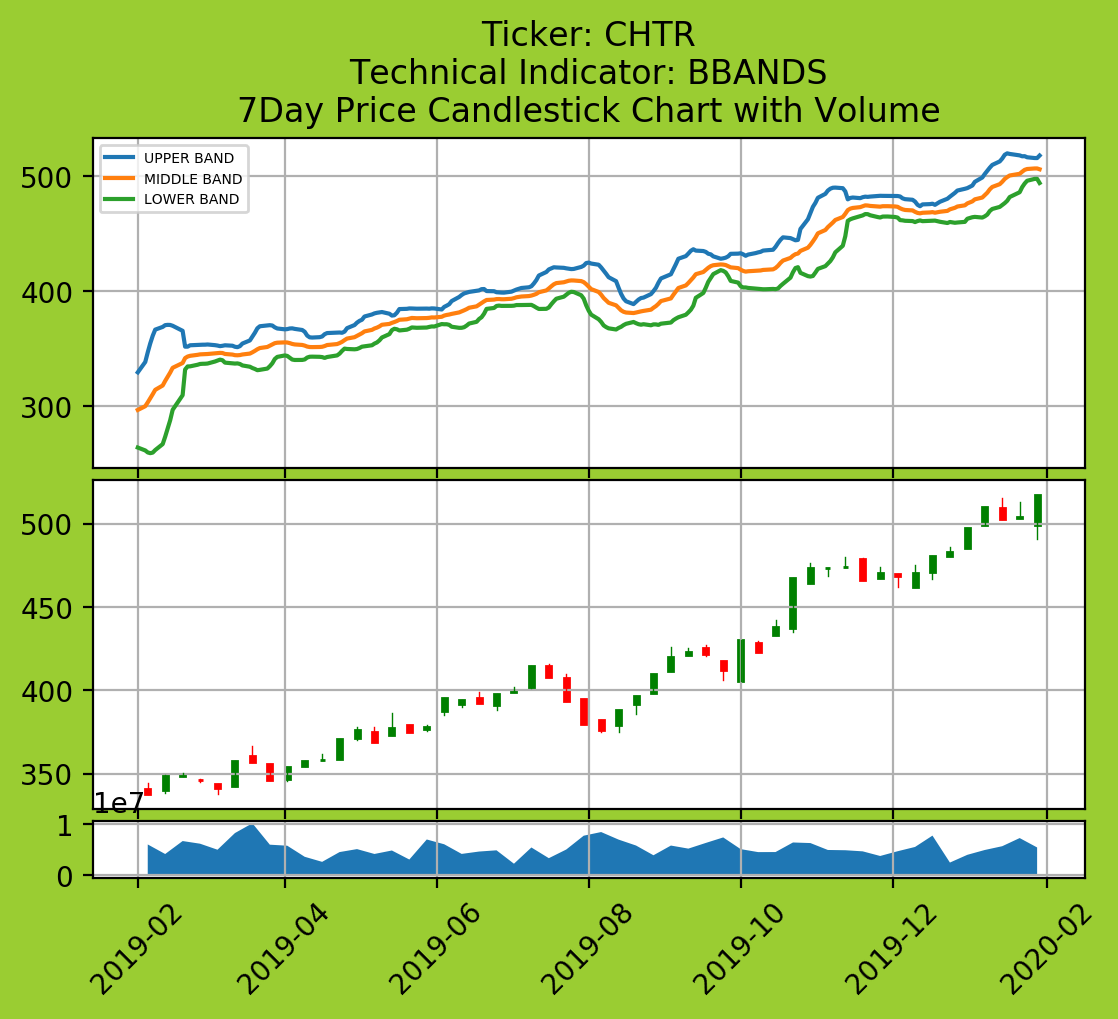 Ticker: CHTR
Technical Indicator: BBANDS
7Day Price Candlestick Chart with Volume
UPPER BAND
MIDDLE BAND
LOWER BAND
500
400
300
500
450
400
350
1e7
1
0
2019-02
2019-04
2019-06
2019-08
2019-10
2019-12
2020-02